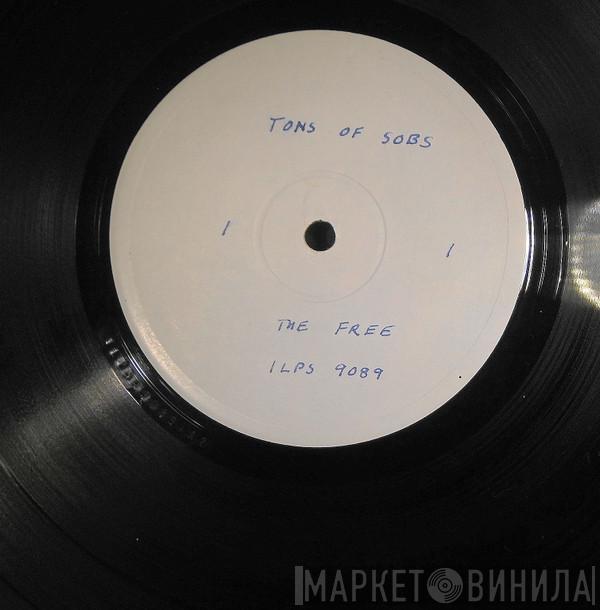 TONS OF SOBS
1 1
THE FREE
ILPS 9089
МАРКЕТ ВИНИЛА